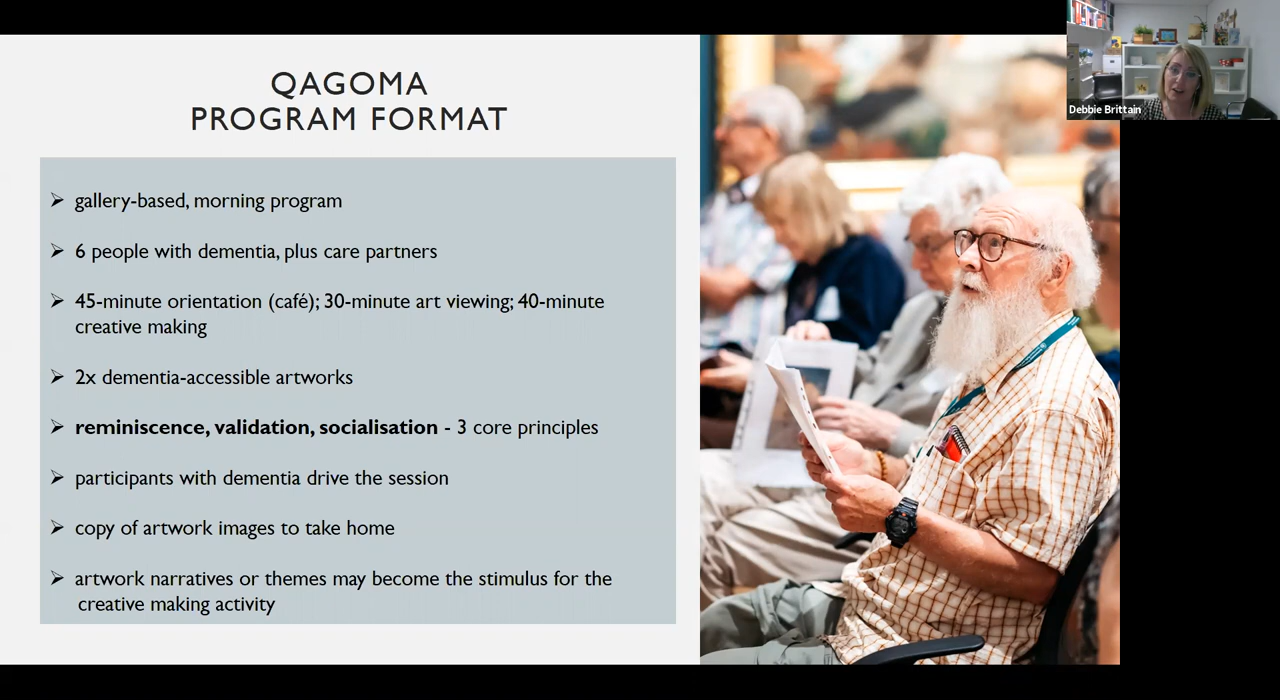 QAGOMA
PROGRAM FORMAT
➢ gallery-based, morning program
➢ 6 people with dementia, plus care partners
➢ 45-minute orientation (café); 30-minute art viewing; 40-minute
creative making
➢ 2x dementia-accessible artworks
➢ reminiscence, validation, socialisation - 3 core principles
➢ participants with dementia drive the session
➢ copy of artwork images to take home
➢ artwork narratives or themes may become the stimulus for the
creative making activity
Debbie Brittain